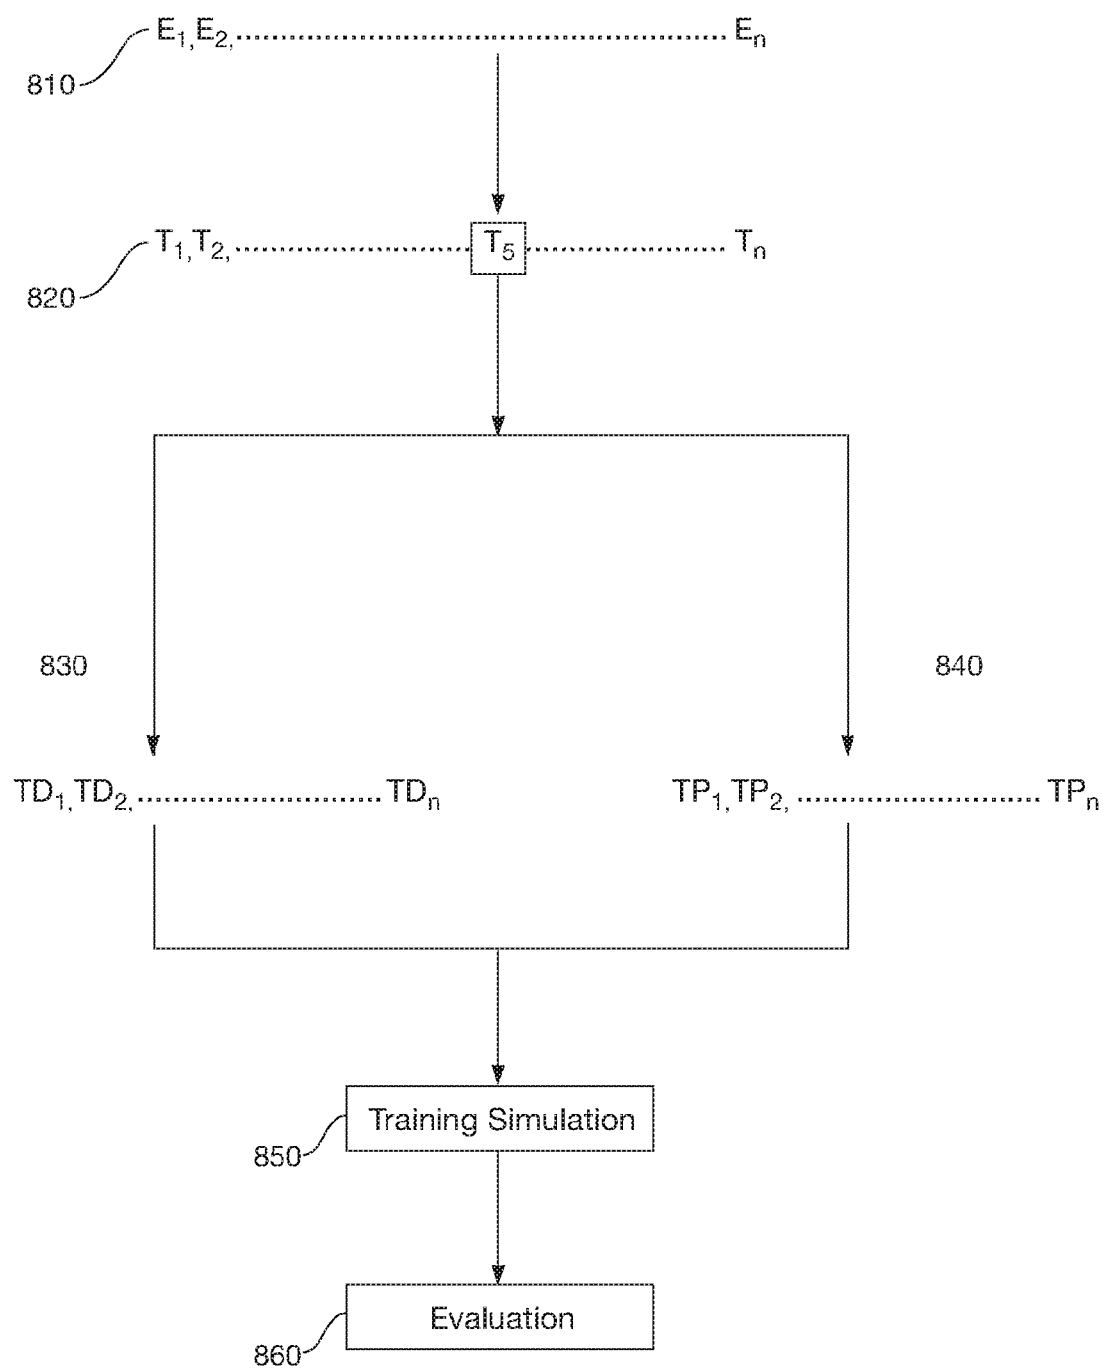 E₁,E₂,.......................Eₙ
810
T₁,T₂,...........T₅...........Tₙ
820
830
840
TD₁,TD₂,...........TDₙ
TP₁,TP₂,...........TPₙ
Training Simulation
850
Evaluation
860